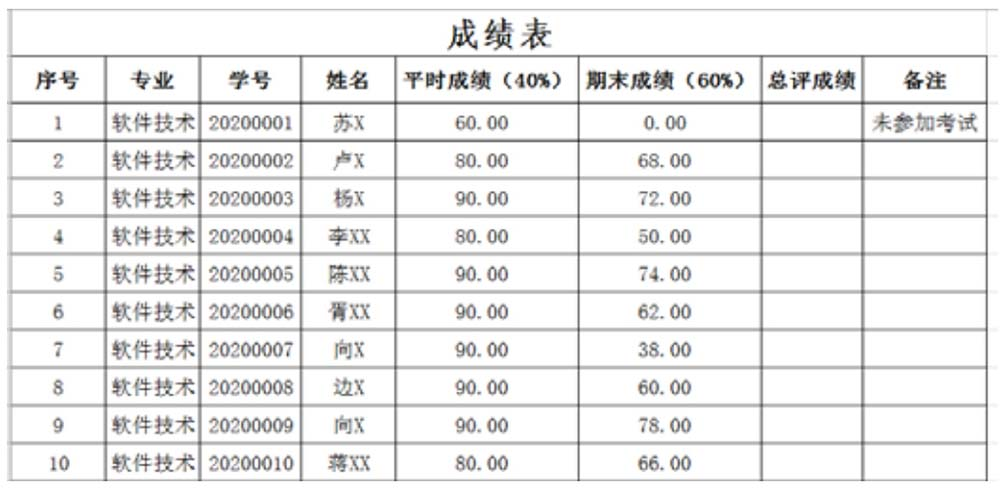 成绩表
序号 专业 学号 姓名 平时成绩（40%） 期末成绩（60%） 总评成绩 备注
1 软件技术 20200001 苏X 60.00 0.00 未参加考试
2 软件技术 20200002 卢X 80.00 68.00
3 软件技术 20200003 杨X 90.00 72.00
4 软件技术 20200004 李XX 80.00 50.00
5 软件技术 20200005 陈XX 90.00 74.00
6 软件技术 20200006 胥XX 90.00 62.00
7 软件技术 20200007 向X 90.00 38.00
8 软件技术 20200008 边X 90.00 60.00
9 软件技术 20200009 向X 90.00 78.00
10 软件技术 20200010 蒋XX 80.00 66.00